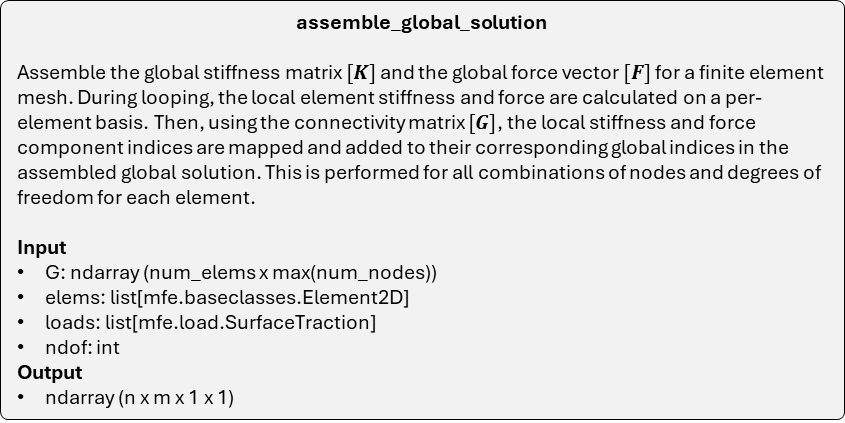 assemble_global_solution
Assemble the global stiffness matrix [K] and the global force vector [F] for a finite element
mesh. During looping, the local element stiffness and force are calculated on a per-
element basis. Then, using the connectivity matrix [G], the local stiffness and force
component indices are mapped and added to their corresponding global indices in the
assembled global solution. This is performed for all combinations of nodes and degrees of
freedom for each element.
Input
• G: ndarray (num_elems x max(num_nodes))
• elems: list[mfe.baseclasses.Element2D]
• loads: list[mfe.load.SurfaceTraction]
• ndof: int
Output
• ndarray (n x m x 1 x 1)